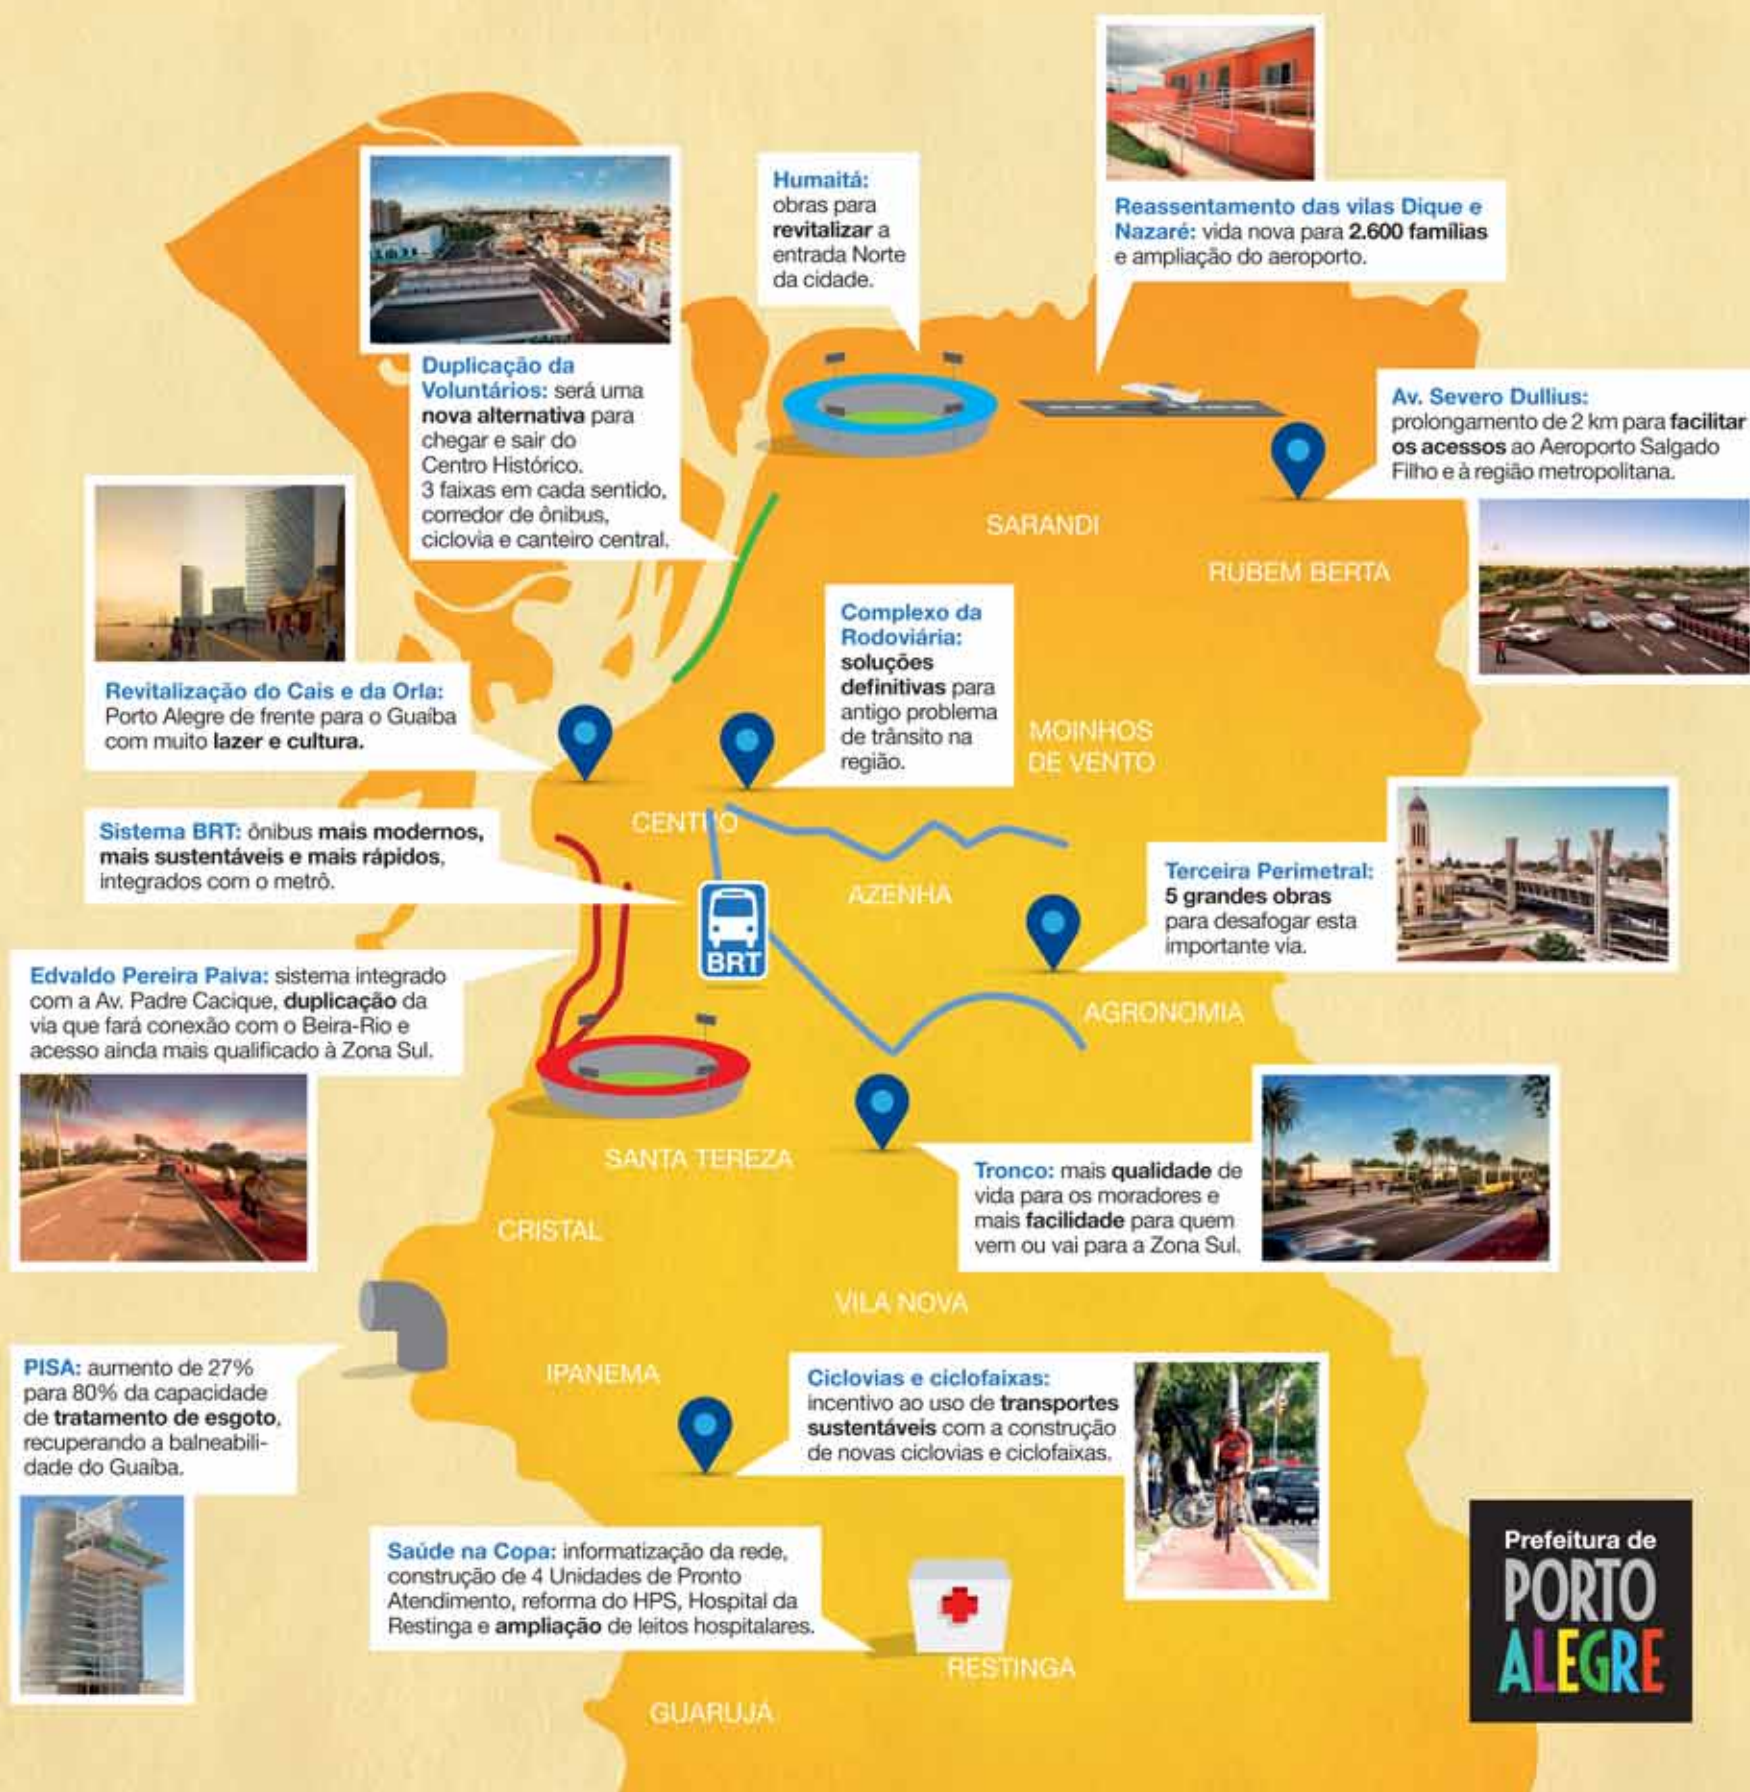 Humaitá:
obras para
revitalizar a
entrada Norte
da cidade.
Reassentamento das vilas Dique e
Nazaré: vida nova para 2.600 famílias
e ampliação do aeroporto.
Duplicação da
Voluntários: será uma
nova alternativa para
chegar e sair do
Centro Histórico.
3 faixas em cada sentido,
corredor de ônibus,
ciclovia e canteiro central.
Av. Severo Dullius:
prolongamento de 2 km para facilitar
os acessos ao Aeroporto Salgado
Filho e à região metropolitana.
SARANDI
RUBEM BERTA
Revitalização do Cais e da Orla:
Porto Alegre de frente para o Guaíba
com muito lazer e cultura.
Complexo da
Rodoviária:
soluções
definitivas para
antigo problema
de trânsito na
região.
MOINHOS
DE VENTO
CENTRO
Sistema BRT: ônibus mais modernos,
mais sustentáveis e mais rápidos,
integrados com o metrô.
AZENHA
Terceira Perimetral:
5 grandes obras
para desafogar esta
importante via.
BRT
Edvaldo Pereira Paiva: sistema integrado
com a Av. Padre Cacique, duplicação da
via que fará conexão com o Beira-Rio e
acesso ainda mais qualificado à Zona Sul.
AGRONOMIA
SANTA TEREZA
Tronco: mais qualidade de
vida para os moradores e
mais facilidade para quem
vem ou vai para a Zona Sul.
CRISTAL
VILA NOVA
PISA: aumento de 27%
para 80% da capacidade
de tratamento de esgoto,
recuperando a balneabili-
dade do Guaíba.
IPANEMA
Ciclovias e ciclofaixas:
incentivo ao uso de transportes
sustentáveis com a construção
de novas ciclovias e ciclofaixas.
Saúde na Copa: informatização da rede,
construção de 4 Unidades de Pronto
Atendimento, reforma do HPS, Hospital da
Restinga e ampliação de leitos hospitalares.
RESTINGA
GUARUJÁ
Prefeitura de
PORTO
ALEGRE